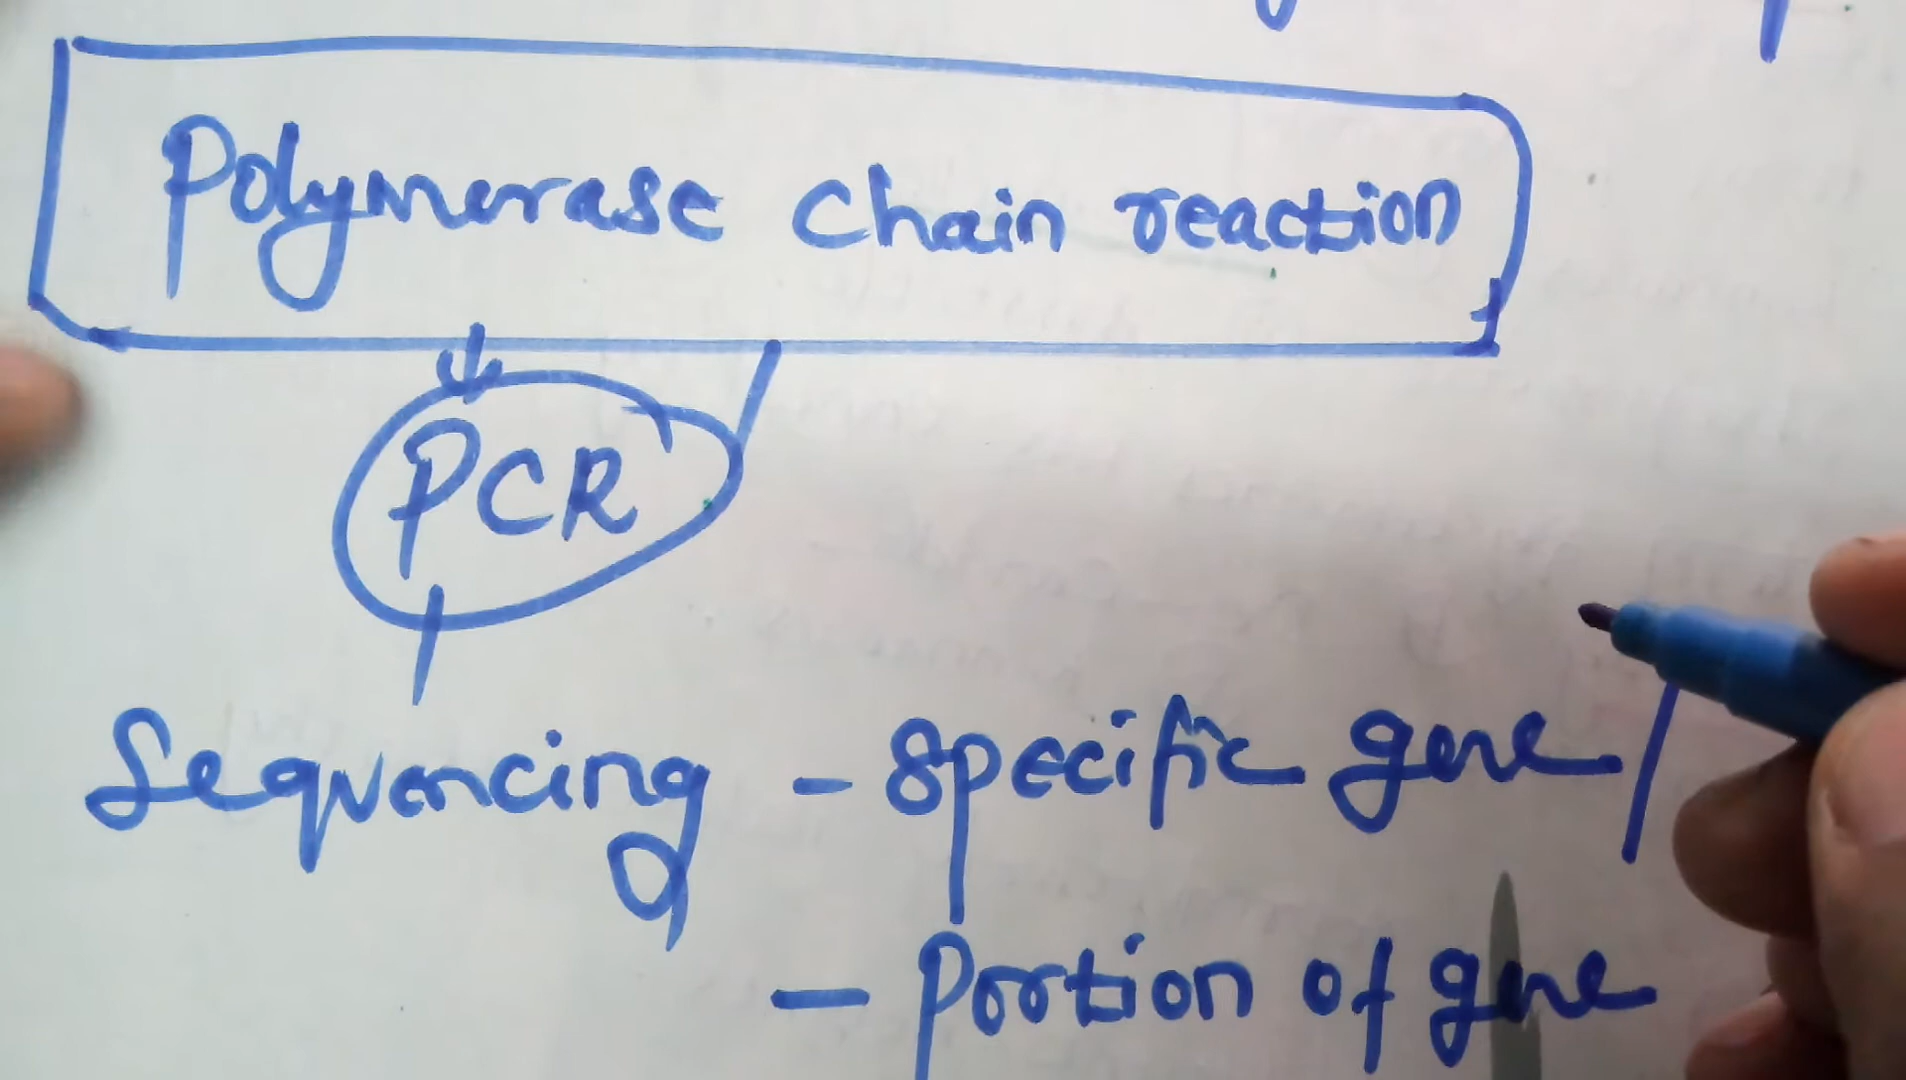 Polymerase chain reaction
PCR
Sequencing - Specific gene/
- Portion of gene